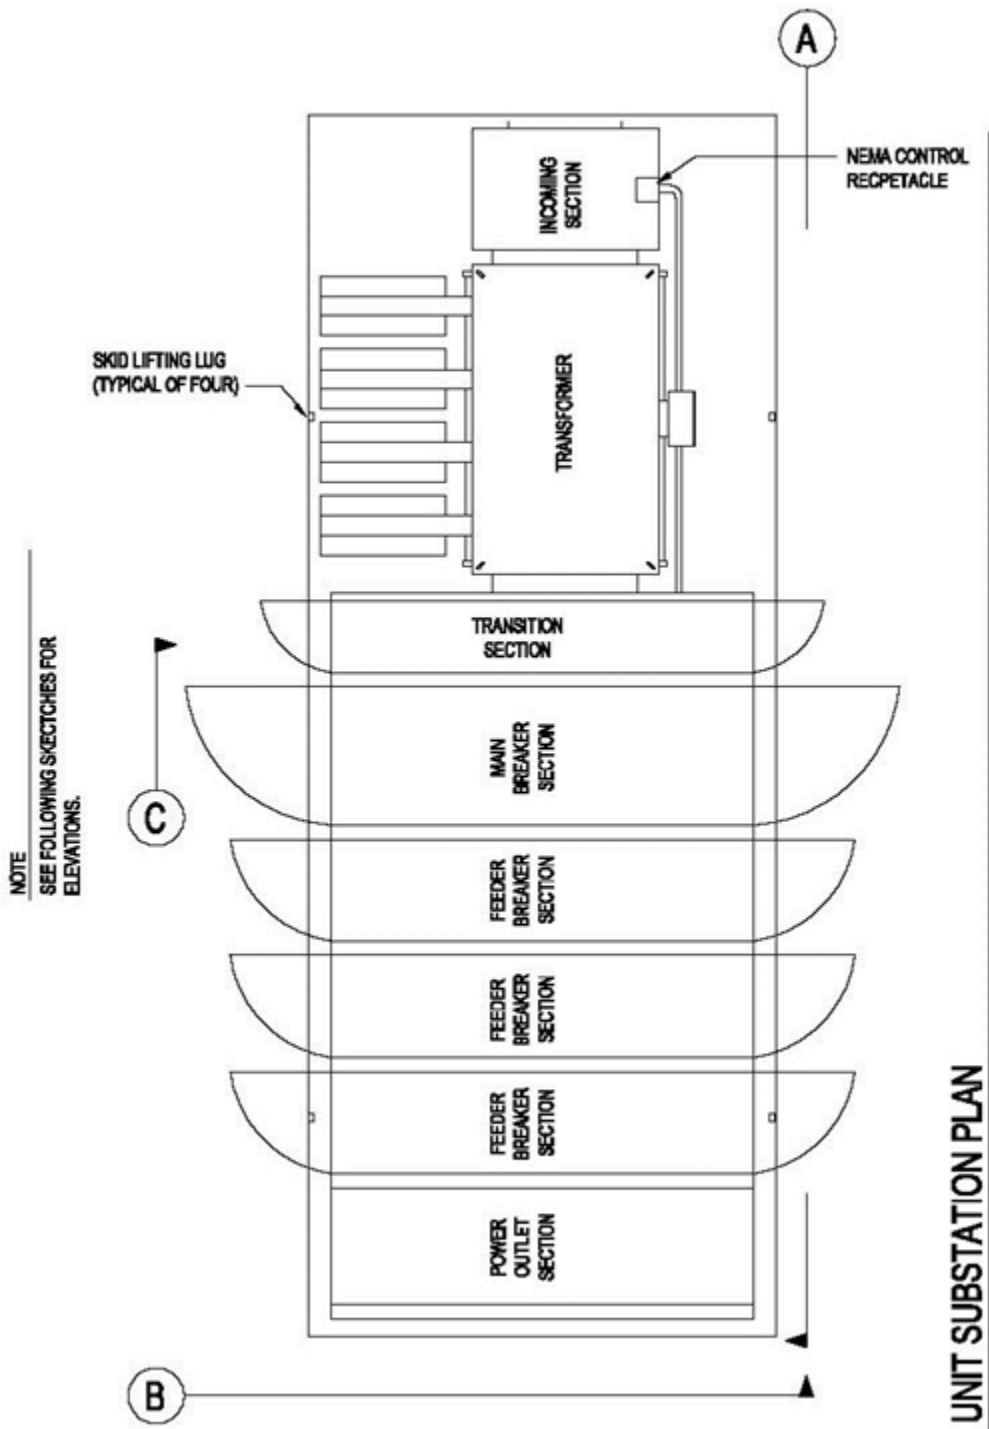 A
NEMA CONTROL
RECPETACLE
INCOMING
SECTION
SKID LIFTING LUG
(TYPICAL OF FOUR)
TRANSFORMER
TRANSITION
SECTION
NOTE
SEE FOLLOWING SKECTCHES FOR
ELEVATIONS.
C
MAIN
BREAKER
SECTION
FEEDER
BREAKER
SECTION
FEEDER
BREAKER
SECTION
FEEDER
BREAKER
SECTION
POWER
OUTLET
SECTION
B
UNIT SUBSTATION PLAN